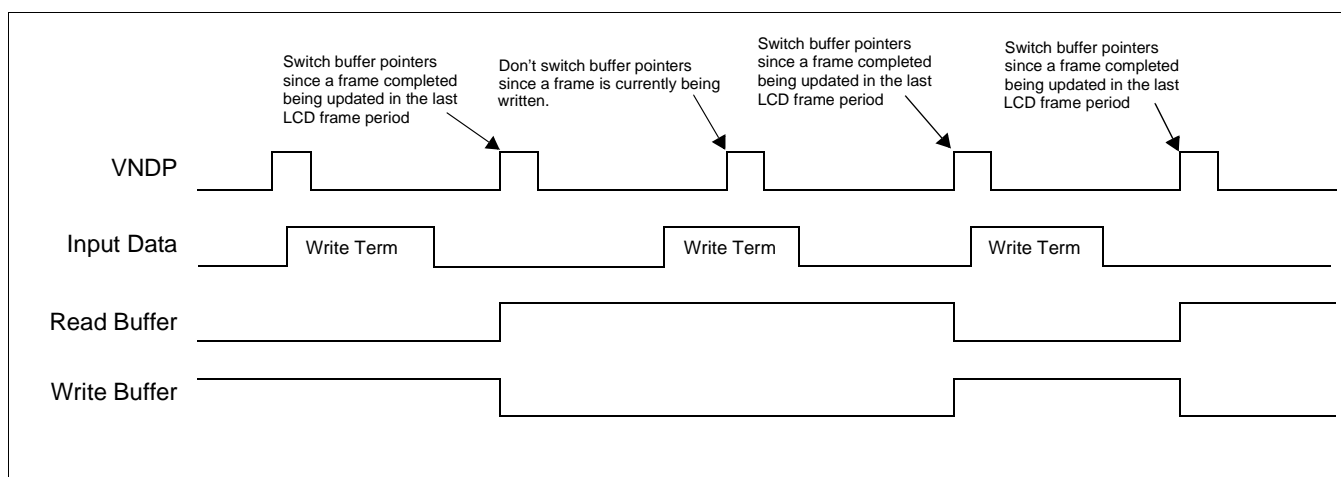 Switch buffer pointers
since a frame completed
being updated in the last
LCD frame period
Don't switch buffer pointers
since a frame is currently being
written.
Switch buffer pointers
since a frame completed
being updated in the last
LCD frame period
Switch buffer pointers
since a frame completed
being updated in the last
LCD frame period
VNDP
Input Data
Write Term
Write Term
Write Term
Read Buffer
Write Buffer